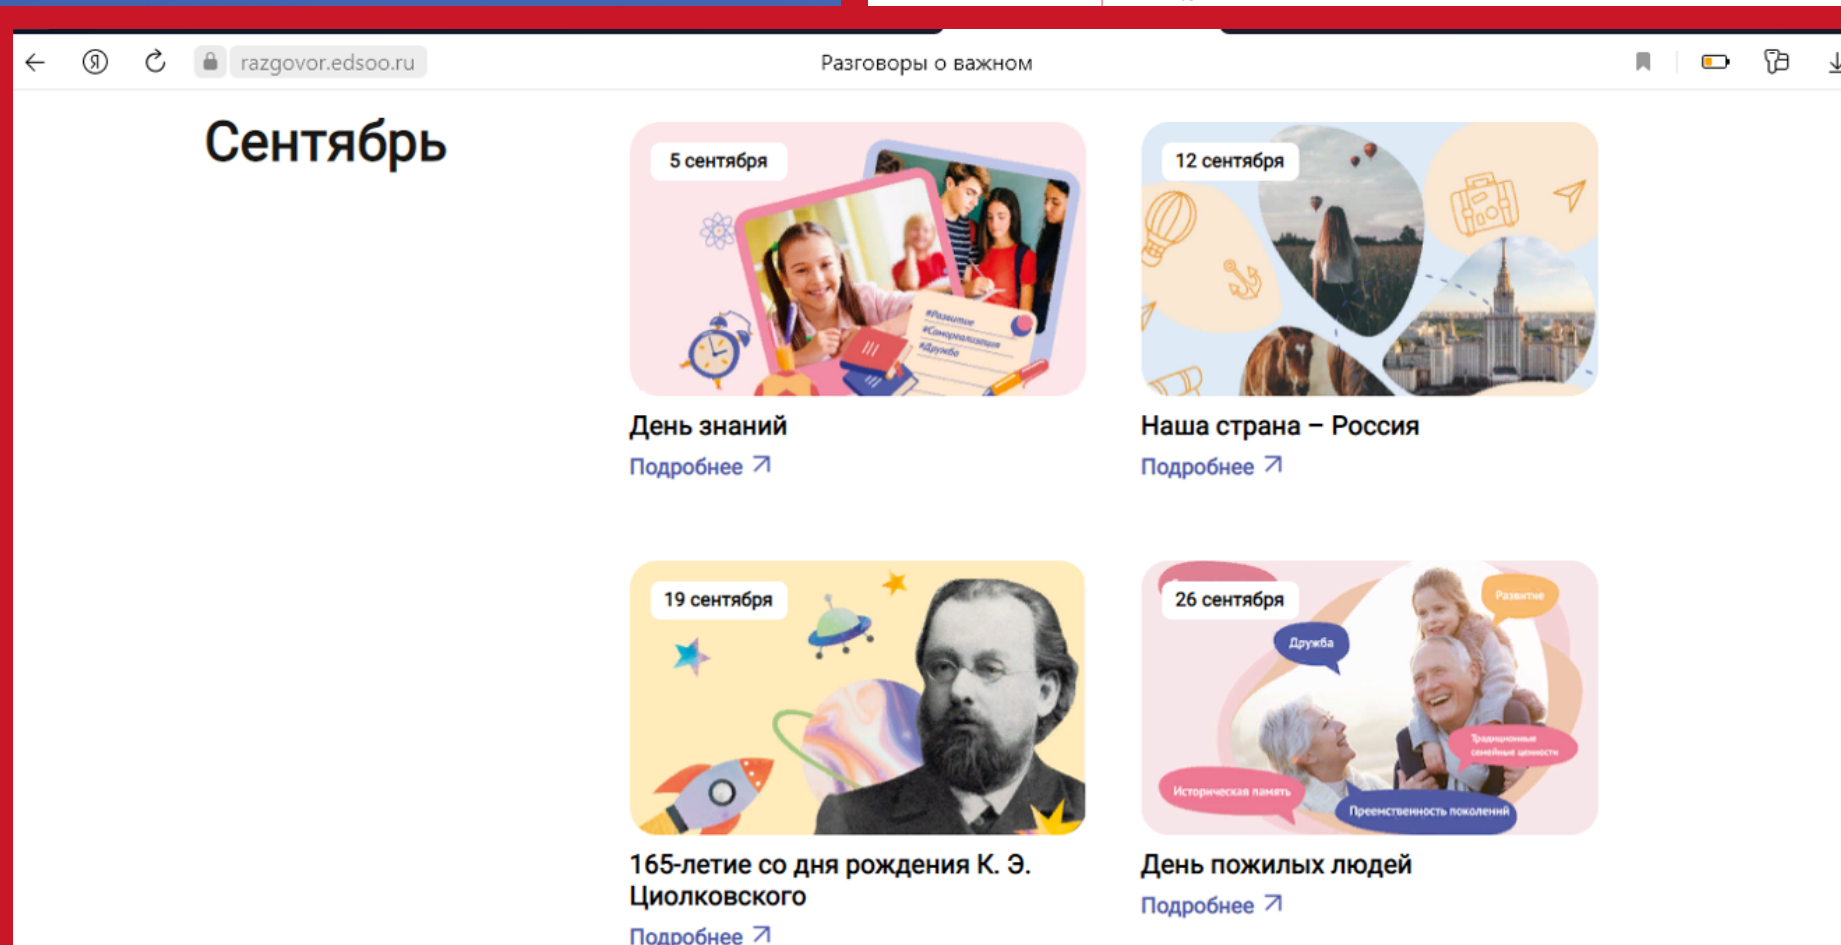 razgovor.edsoo.ru
Разговоры о важном
Сентябрь
5 сентября
#Развитие
#Самореализация
#Дружба
День знаний
Подробнее
12 сентября
Наша страна – Россия
Подробнее
19 сентября
165-летие со дня рождения К. Э.
Циолковского
Подробнее
26 сентября
Развитие
Дружба
Традиционные
семейные ценности
Историческая память
Преемственность поколений
День пожилых людей
Подробнее